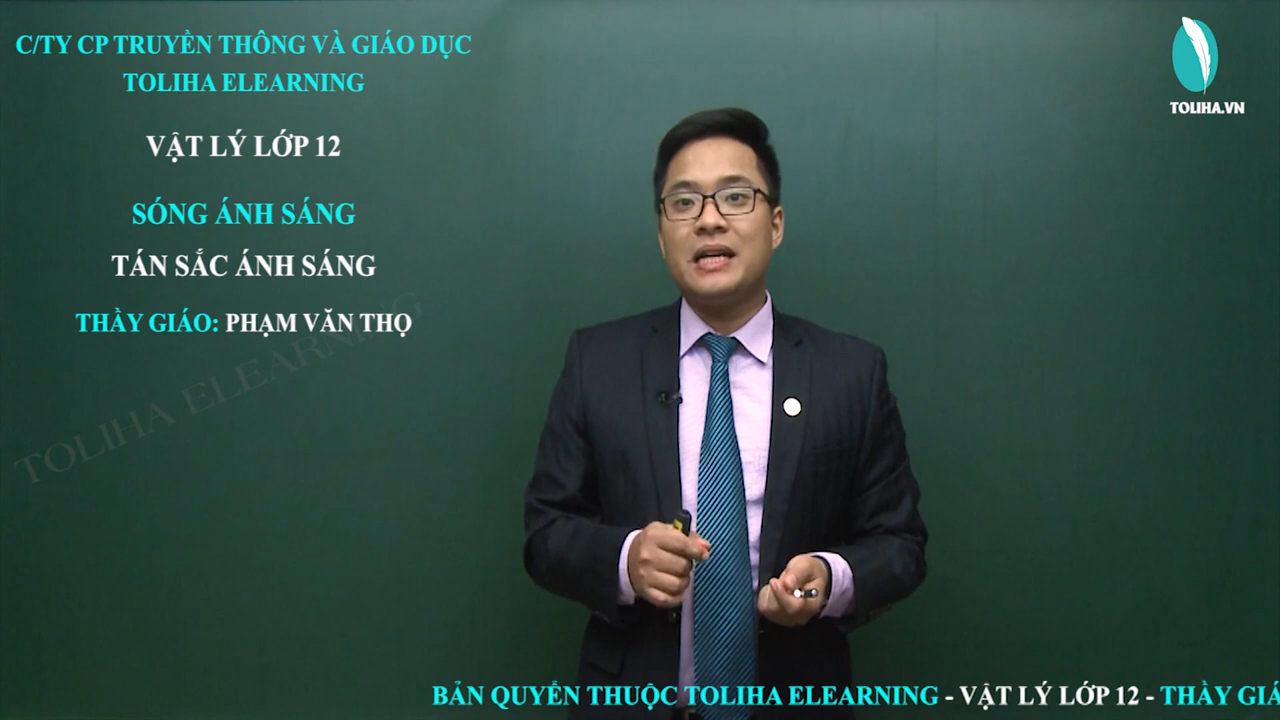 C/TY CP TRUYỀN THÔNG VÀ GIÁO DỤC
TOLIHA ELEARNING
VẬT LÝ LỚP 12
SÓNG ÁNH SÁNG
TÁN SẮC ÁNH SÁNG
THẦY GIÁO: PHẠM VĂN THỌ
TOLIHA ELEARNING
TOLIHA.VN
BẢN QUYỀN THUỘC TOLIHA ELEARNING - VẬT LÝ LỚP 12 - THẦY GIÁ